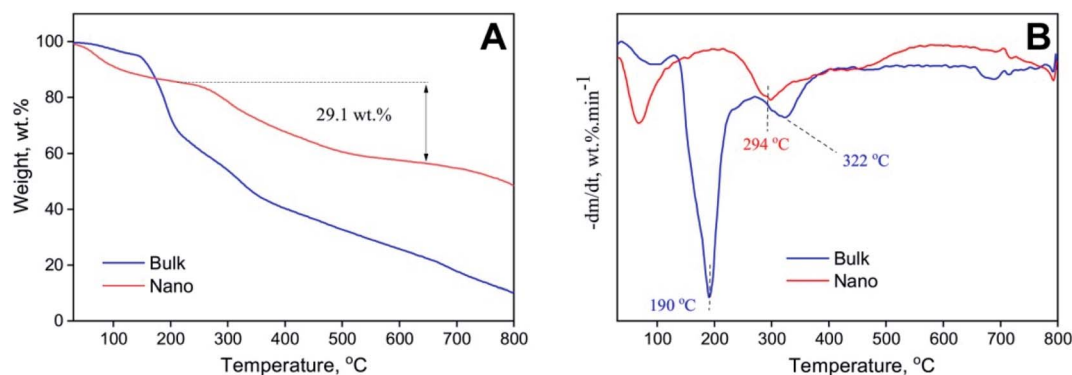 A
100
80
60
40
20
0
Weight, wt.%
29.1 wt.%
Bulk
Nano
100 200 300 400 500 600 700 800
Temperature, °C
B
-dm/dt, wt.%.min⁻¹
294 °C
322 °C
190 °C
Bulk
Nano
100 200 300 400 500 600 700 800
Temperature, °C